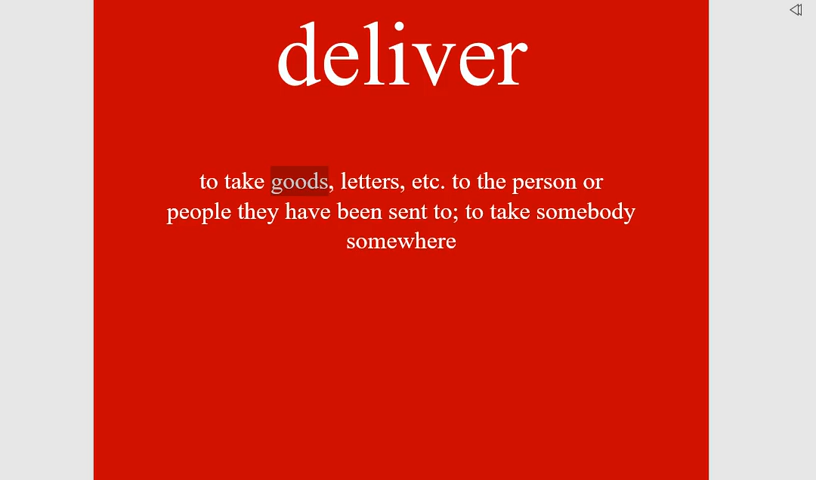 deliver
to take goods, letters, etc. to the person or
people they have been sent to; to take somebody
somewhere